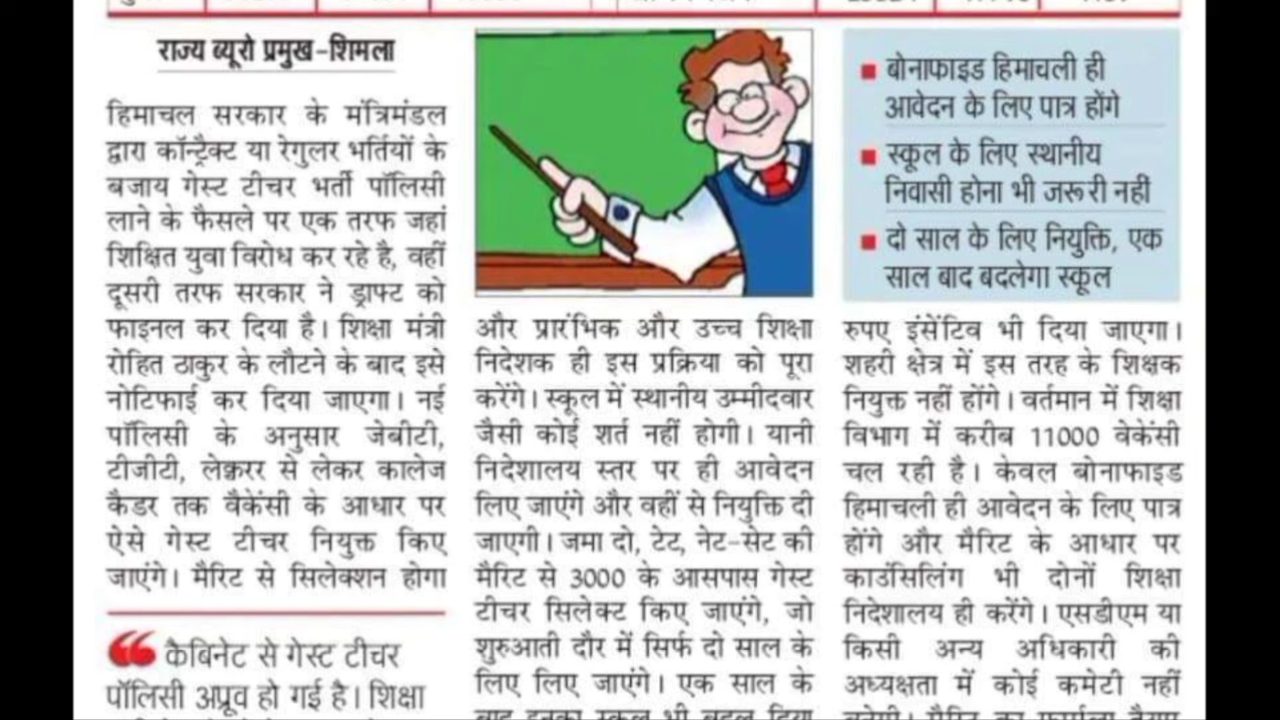 राज्य ब्यूरो प्रमुख-शिमला
हिमाचल सरकार के मंत्रिमंडल
द्वारा कॉन्ट्रैक्ट या रेगुलर भर्तियों के
बजाय गेस्ट टीचर भर्ती पॉलिसी
लाने के फैसले पर एक तरफ जहां
शिक्षित युवा विरोध कर रहे है, वहीं
दूसरी तरफ सरकार ने ड्राफ्ट को
फाइनल कर दिया है। शिक्षा मंत्री
रोहित ठाकुर के लौटने के बाद इसे
नोटिफाई कर दिया जाएगा। नई
पॉलिसी के अनुसार जेबीटी,
टीजीटी, लेक्चरर से लेकर कालेज
कैडर तक वैकेंसी के आधार पर
ऐसे गेस्ट टीचर नियुक्त किए
जाएंगे। मैरिट से सिलेक्शन होगा
कैबिनेट से गेस्ट टीचर
पॉलिसी अप्रूव हो गई है। शिक्षा
और प्रारंभिक और उच्च शिक्षा
निदेशक ही इस प्रक्रिया को पूरा
करेंगे। स्कूल में स्थानीय उम्मीदवार
जैसी कोई शर्त नहीं होगी। यानी
निदेशालय स्तर पर ही आवेदन
लिए जाएंगे और वहीं से नियुक्ति दी
जाएगी। जमा दो, टेट, नेट-सेट की
मैरिट से 3000 के आसपास गेस्ट
टीचर सिलेक्ट किए जाएंगे, जो
शुरुआती दौर में सिर्फ दो साल के
लिए लिए जाएंगे। एक साल के
बाद इनका स्कूल भी बदल दिया
बोनाफाइड हिमाचली ही
आवेदन के लिए पात्र होंगे
स्कूल के लिए स्थानीय
निवासी होना भी जरूरी नहीं
दो साल के लिए नियुक्ति, एक
साल बाद बदलेगा स्कूल
रुपए इंसेंटिव भी दिया जाएगा।
शहरी क्षेत्र में इस तरह के शिक्षक
नियुक्त नहीं होंगे। वर्तमान में शिक्षा
विभाग में करीब 11000 वेकेंसी
चल रही है। केवल बोनाफाइड
हिमाचली ही आवेदन के लिए पात्र
होंगे और मैरिट के आधार पर
काउंसिलिंग भी दोनों शिक्षा
निदेशालय ही करेंगे। एसडीएम या
किसी अन्य अधिकारी की
अध्यक्षता में कोई कमेटी नहीं